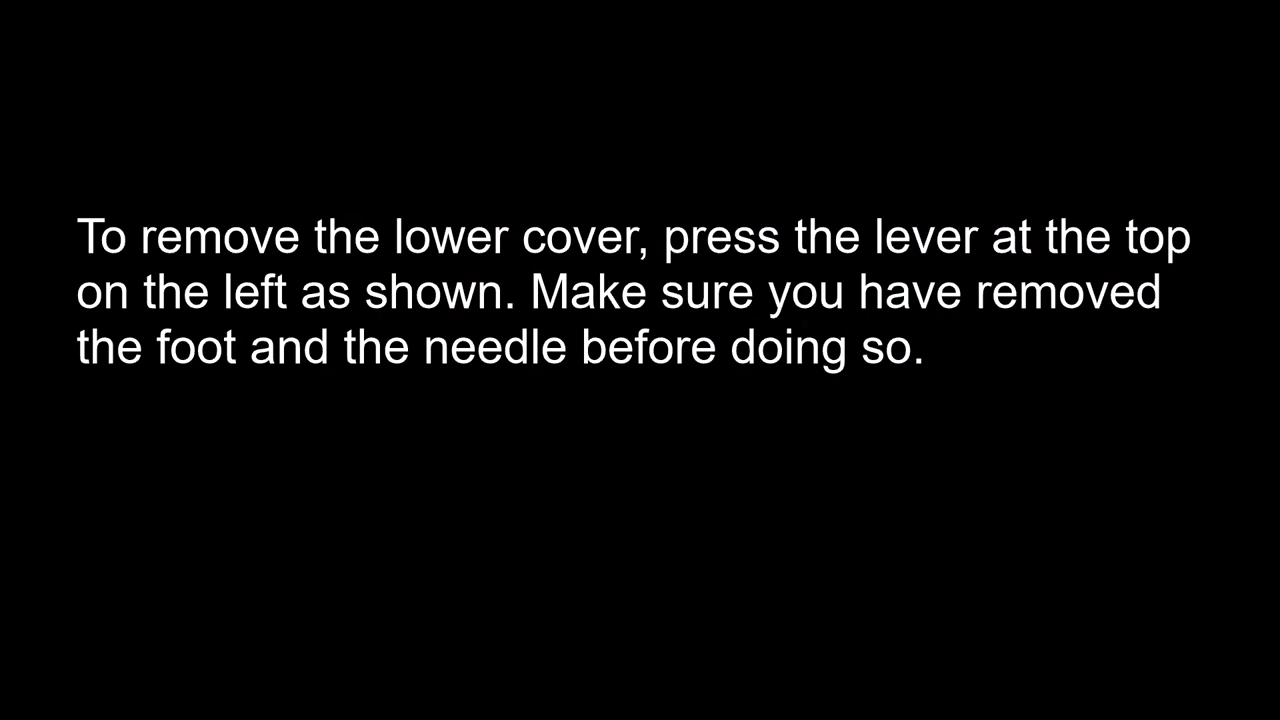 To remove the lower cover, press the lever at the top
on the left as shown. Make sure you have removed
the foot and the needle before doing so.